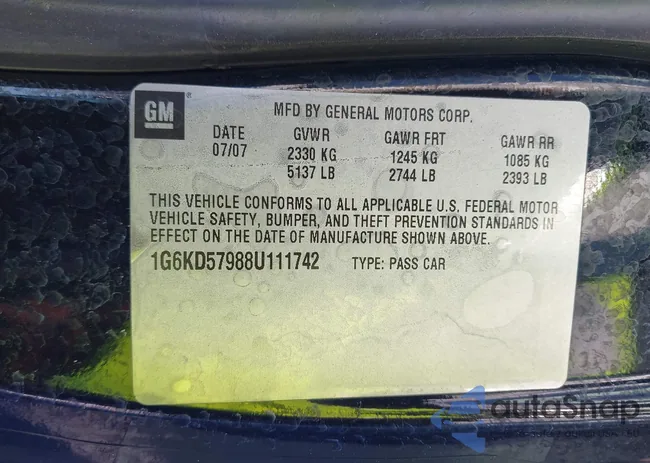 GM ®
MFD BY GENERAL MOTORS CORP.
DATE GVWR GAWR FRT GAWR RR
07/07 2330 KG 1245 KG 1085 KG
5137 LB 2744 LB 2393 LB
THIS VEHICLE CONFORMS TO ALL APPLICABLE U.S. FEDERAL MOTOR
VEHICLE SAFETY, BUMPER, AND THEFT PREVENTION STANDARDS IN
EFFECT ON THE DATE OF MANUFACTURE SHOWN ABOVE.
1G6KD57988U111742 TYPE: PASS CAR
autoSnap